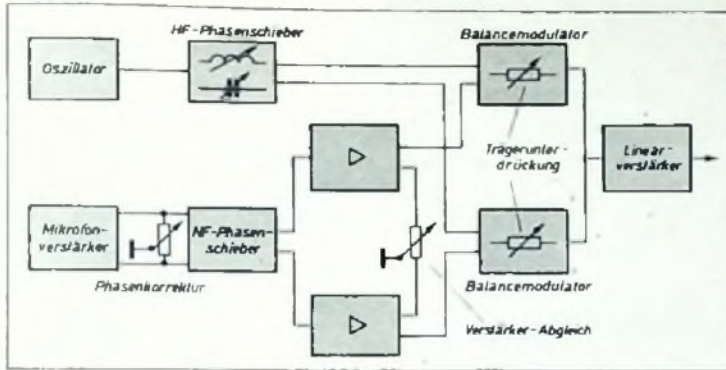 HF-Phasenschieber
Balancemodulator
Oszillator
Trägerunter-
drückung
Linear-
verstärker
Mikrofon-
verstärker
NF-Phasen-
schieber
Phasenkorrektur
Balancemodulator
Verstärker-Abgleich